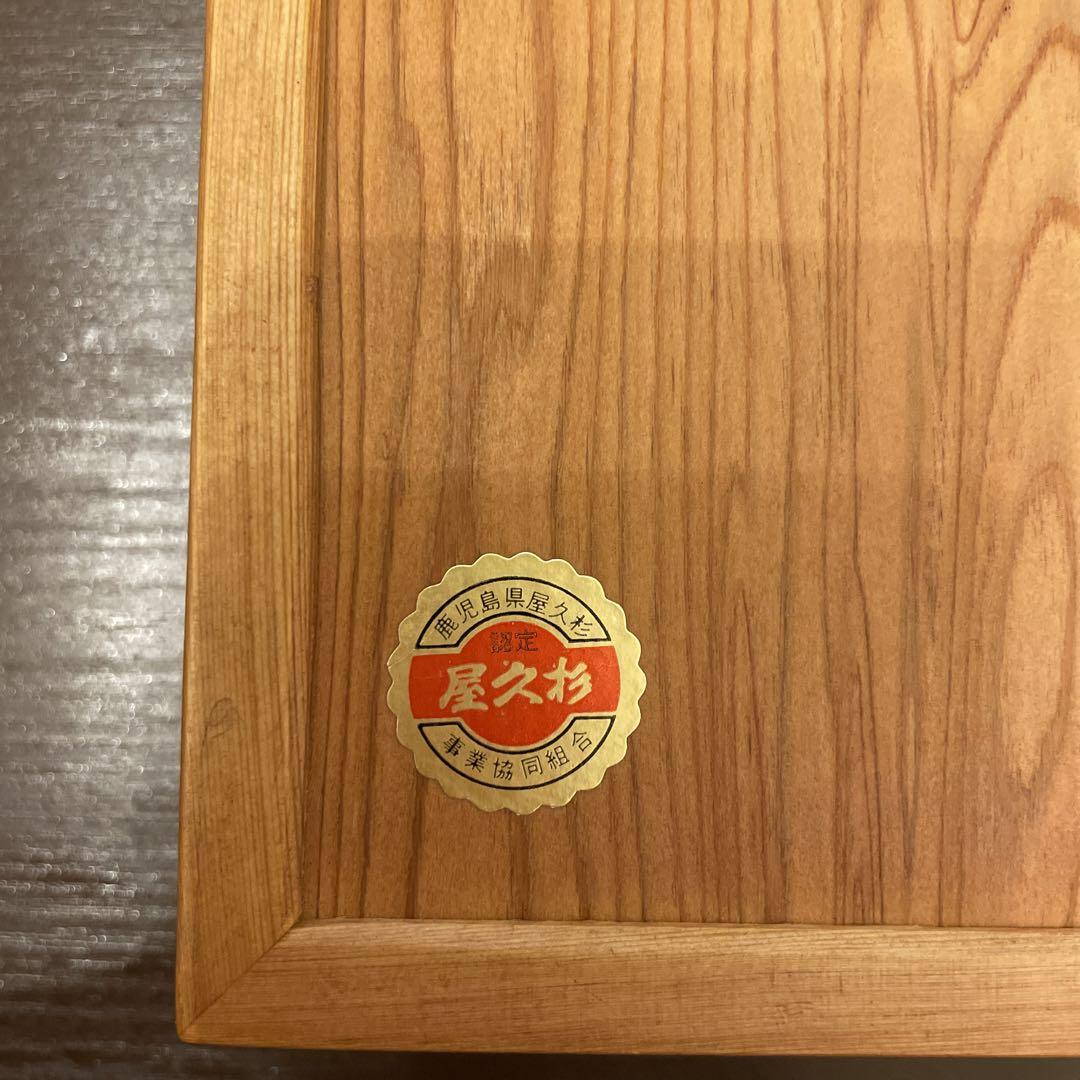 鹿児島県屋久杉
認定
屋久杉
事業協同組合